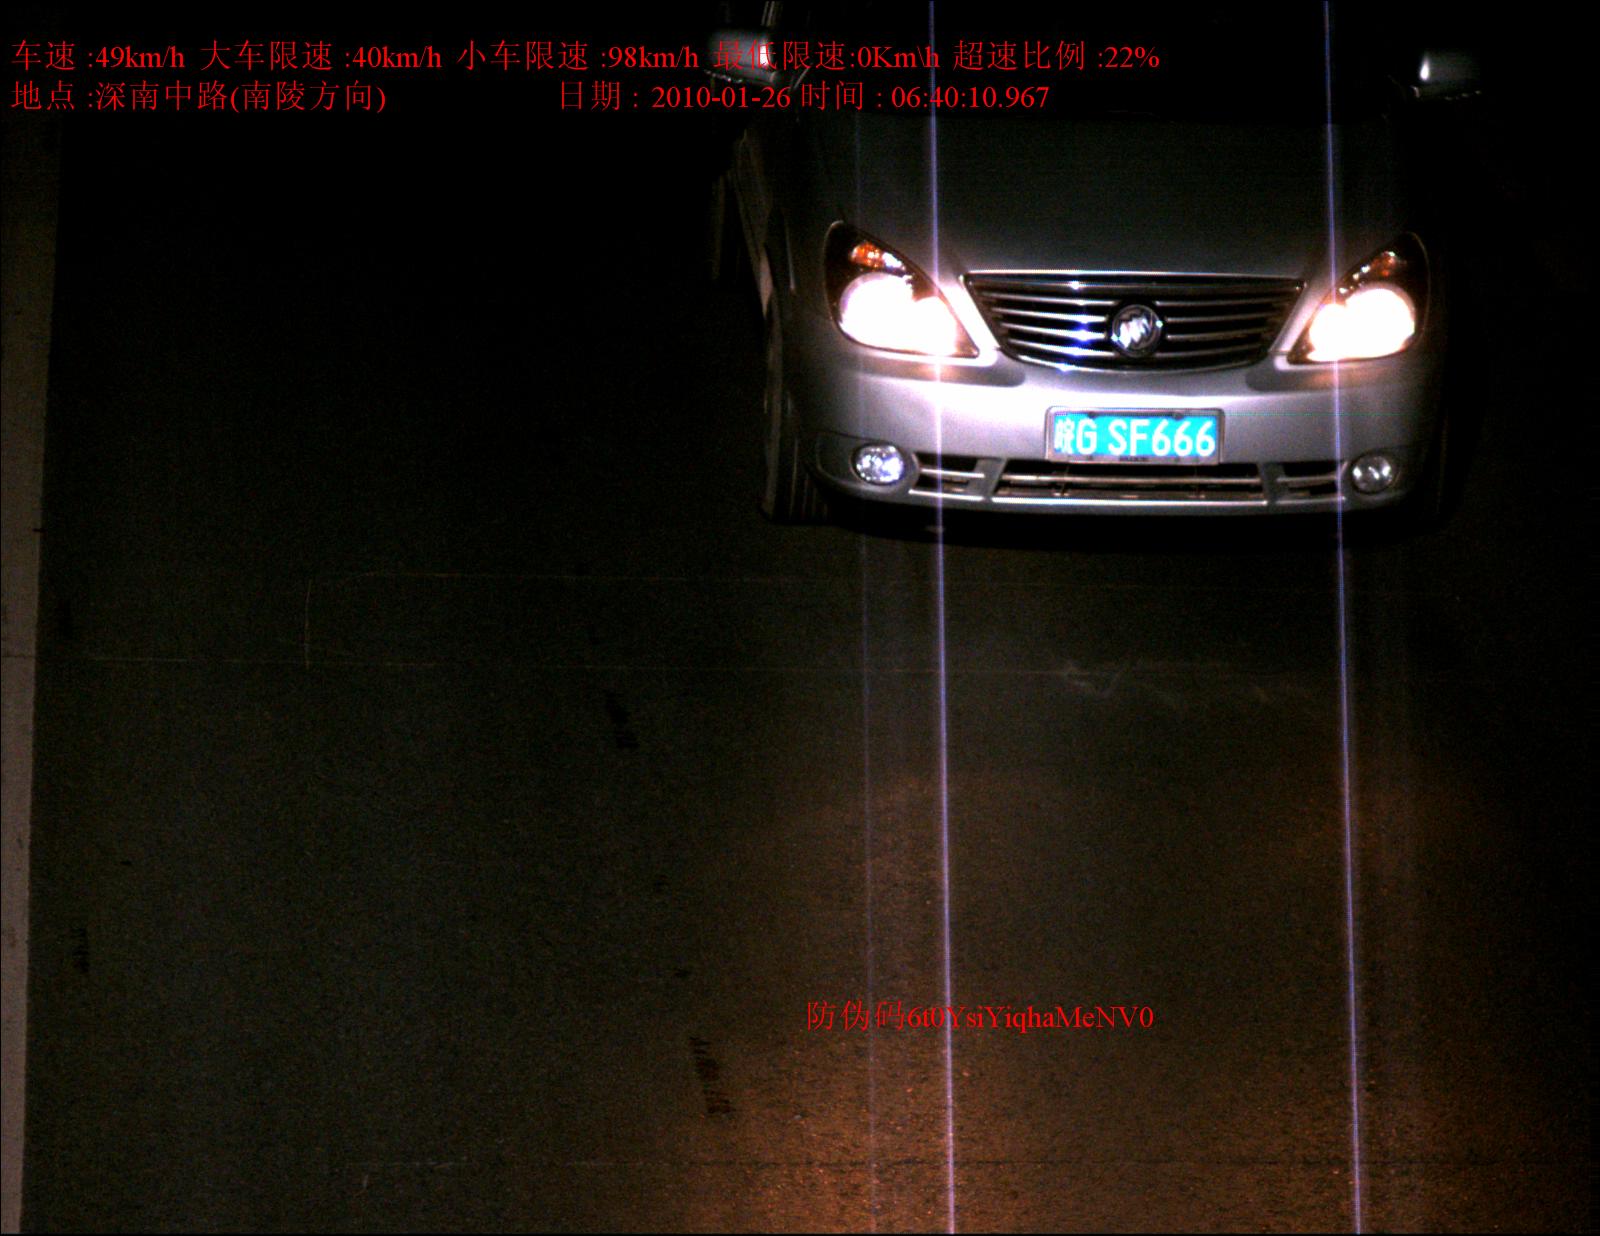 车速 :49km/h 大车限速 :40km/h 小车限速 :98km/h 最低限速:0Km\h 超速比例 :22%
地点 :深南中路(南陵方向) 日期 : 2010-01-26 时间 : 06:40:10.967
皖G SF666
防伪码6t0YsiYiqhaMeNV0